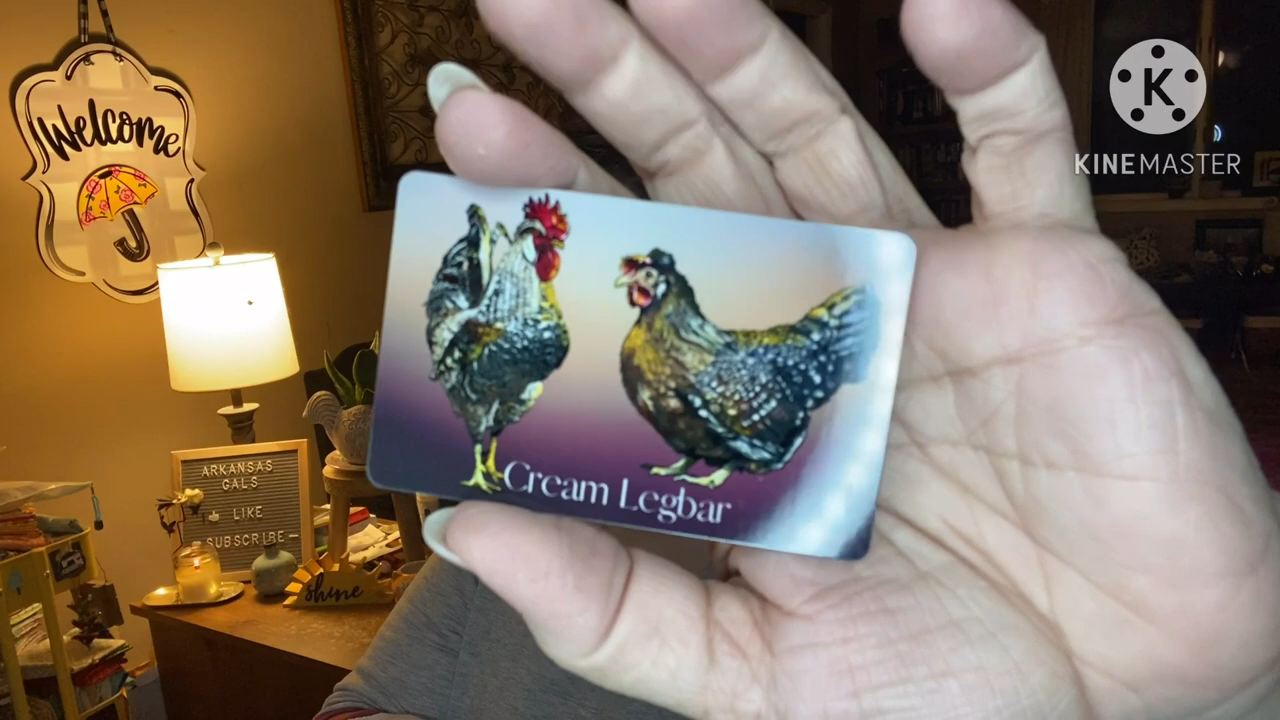 Welcome
K
KINEMASTER
ARKANSAS
GALS
LIKE
SUBSCRIBE
shine
Cream Legbar